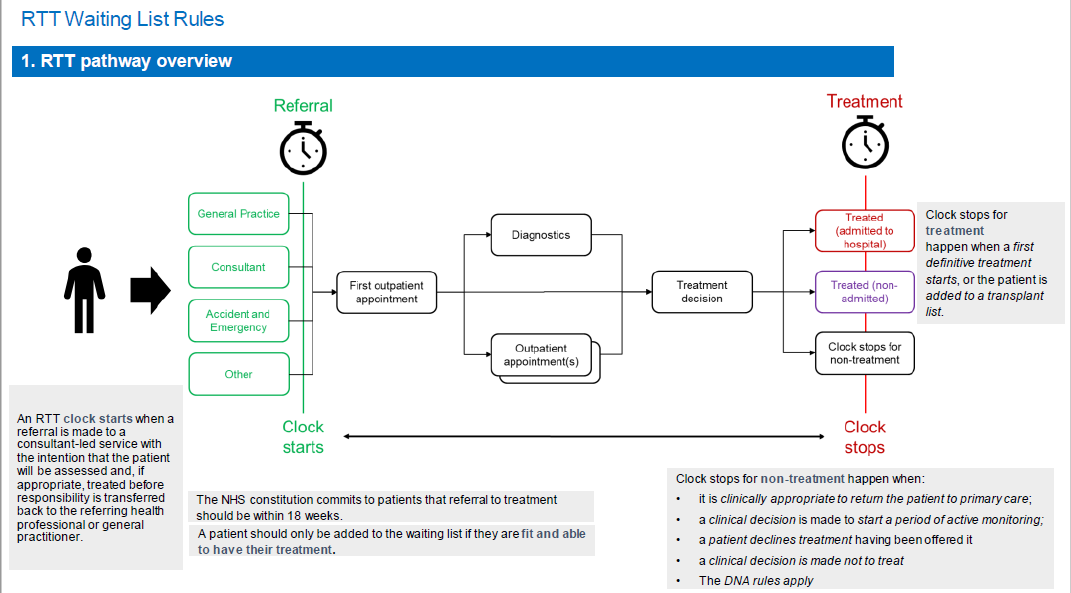 RTT Waiting List Rules
1. RTT pathway overview
Referral
Treatment
General Practice
Consultant
Accident and
Emergency
Other
First outpatient
appointment
Diagnostics
Outpatient
appointment(s)
Treatment
decision
Treated
(admitted to
hospital)
Treated (non-
admitted)
Clock stops for
non-treatment
Clock stops for
treatment
happen when a first
definitive treatment
starts, or the patient is
added to a transplant
list.
An RTT clock starts when a
referral is made to a
consultant-led service with
the intention that the patient
will be assessed and, if
appropriate, treated before
responsibility is transferred
back to the referring health
professional or general
practitioner.
Clock
starts
Clock
stops
The NHS constitution commits to patients that referral to treatment
should be within 18 weeks.
A patient should only be added to the waiting list if they are fit and able
to have their treatment.
Clock stops for non-treatment happen when:
• it is clinically appropriate to return the patient to primary care;
• a clinical decision is made to start a period of active monitoring;
• a patient declines treatment having been offered it
• a clinical decision is made not to treat
• The DNA rules apply